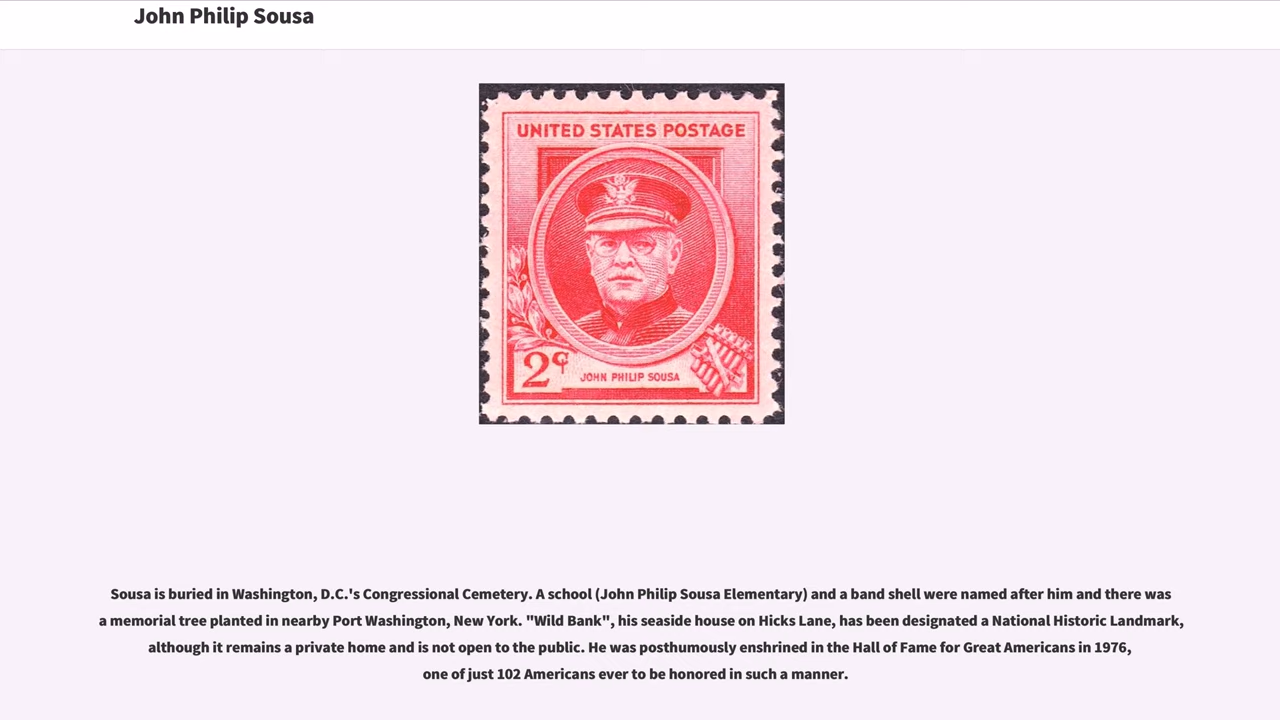 John Philip Sousa
UNITED STATES POSTAGE
2¢
JOHN PHILIP SOUSA
Sousa is buried in Washington, D.C.'s Congressional Cemetery. A school (John Philip Sousa Elementary) and a band shell were named after him and there was
a memorial tree planted in nearby Port Washington, New York. "Wild Bank", his seaside house on Hicks Lane, has been designated a National Historic Landmark,
although it remains a private home and is not open to the public. He was posthumously enshrined in the Hall of Fame for Great Americans in 1976,
one of just 102 Americans ever to be honored in such a manner.